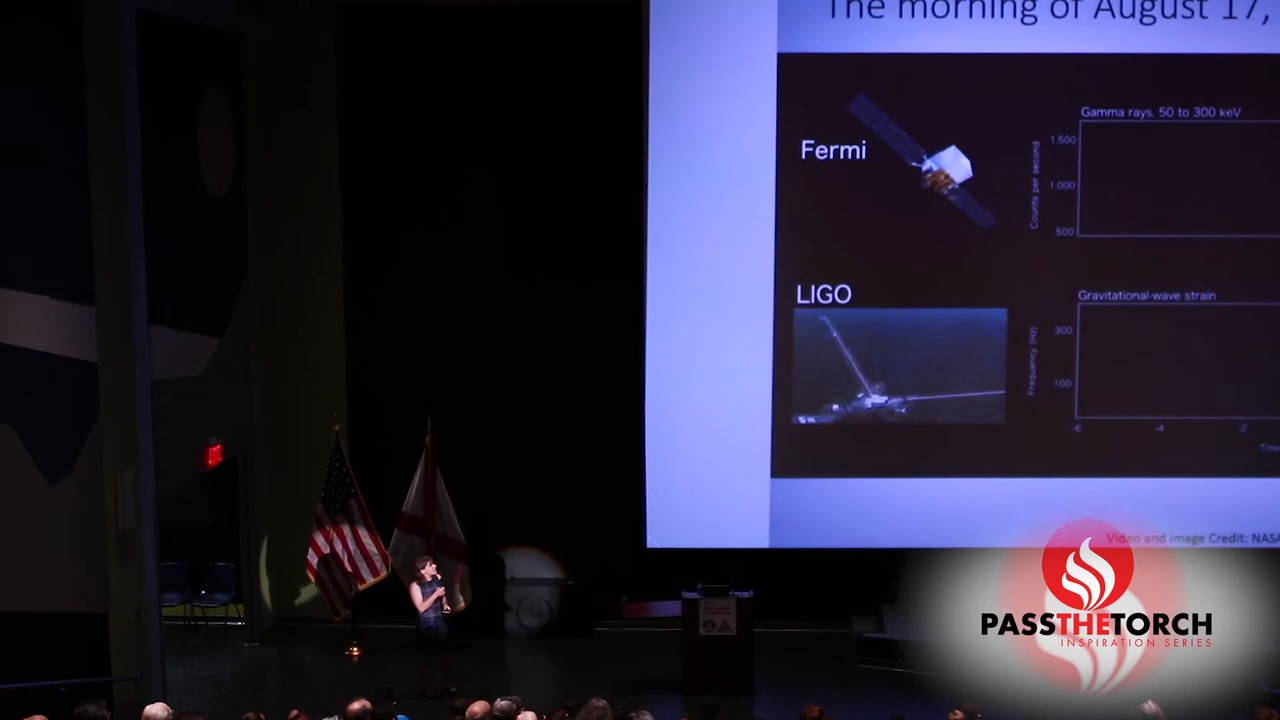 The morning of August 17,
Fermi
Gamma rays, 50 to 300 keV
Counts per second
1,500
1,000
500
LIGO
Gravitational-wave strain
Frequency (Hz)
300
100
-6 -4 -2
Time
Video and image Credit: NASA
PASSTHETORCH
INSPIRATION SERIES